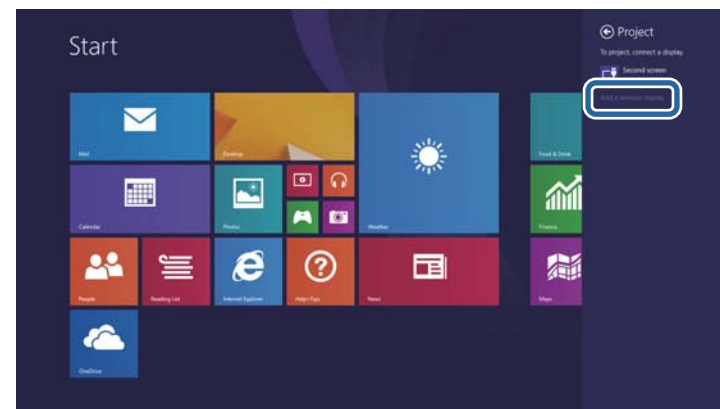 Start
Project
To project, connect a display.
Second screen
Add a wireless display
Mail
Desktop
Food & Drink
Calendar
Photos
Weather
Finance
People
Reading List
Internet Explorer
Help+Tips
News
Maps
OneDrive